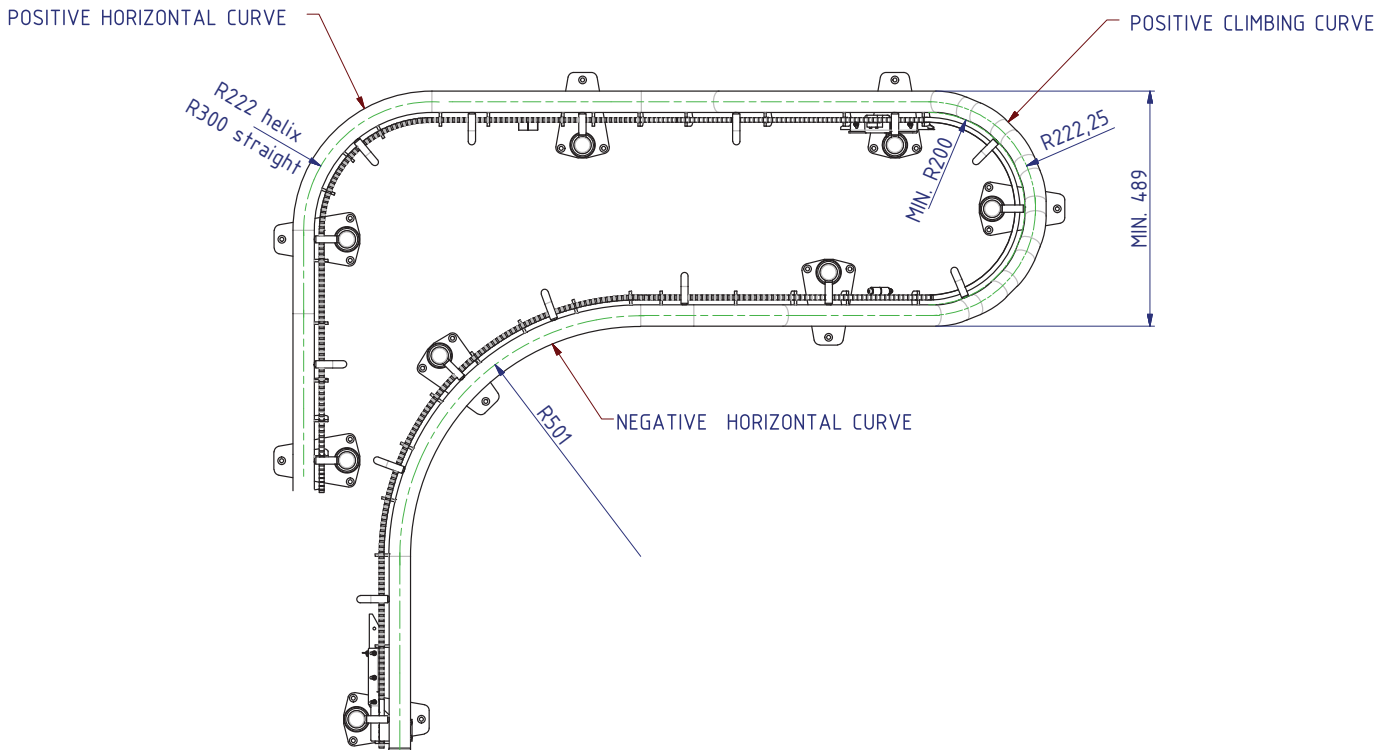 POSITIVE HORIZONTAL CURVE
POSITIVE CLIMBING CURVE
R222 helix
R300 straight
MIN. R200
R222,25
MIN. 489
R501
NEGATIVE HORIZONTAL CURVE